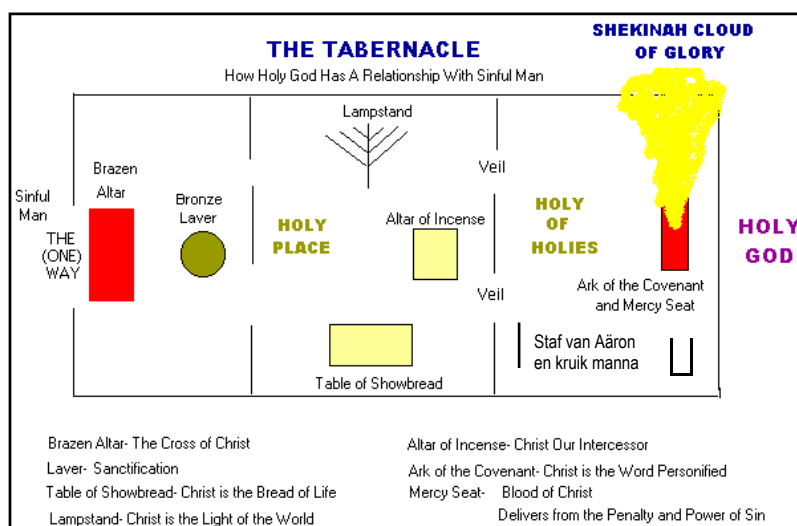 THE TABERNACLE
How Holy God Has A Relationship With Sinful Man
SHEKINAH CLOUD
OF GLORY
Lampstand
Brazen
Altar
Veil
Sinful
Man
Bronze
Laver
THE
(ONE)
WAY
HOLY
PLACE
Altar of Incense
HOLY
OF
HOLIES
HOLY
GOD
Veil
Ark of the Covenant
and Mercy Seat
Staf van Aäron
en kruik manna
Table of Showbread
Brazen Altar- The Cross of Christ
Laver- Sanctification
Table of Showbread- Christ is the Bread of Life
Lampstand- Christ is the Light of the World
Altar of Incense- Christ Our Intercessor
Ark of the Covenant- Christ is the Word Personified
Mercy Seat- Blood of Christ
Delivers from the Penalty and Power of Sin